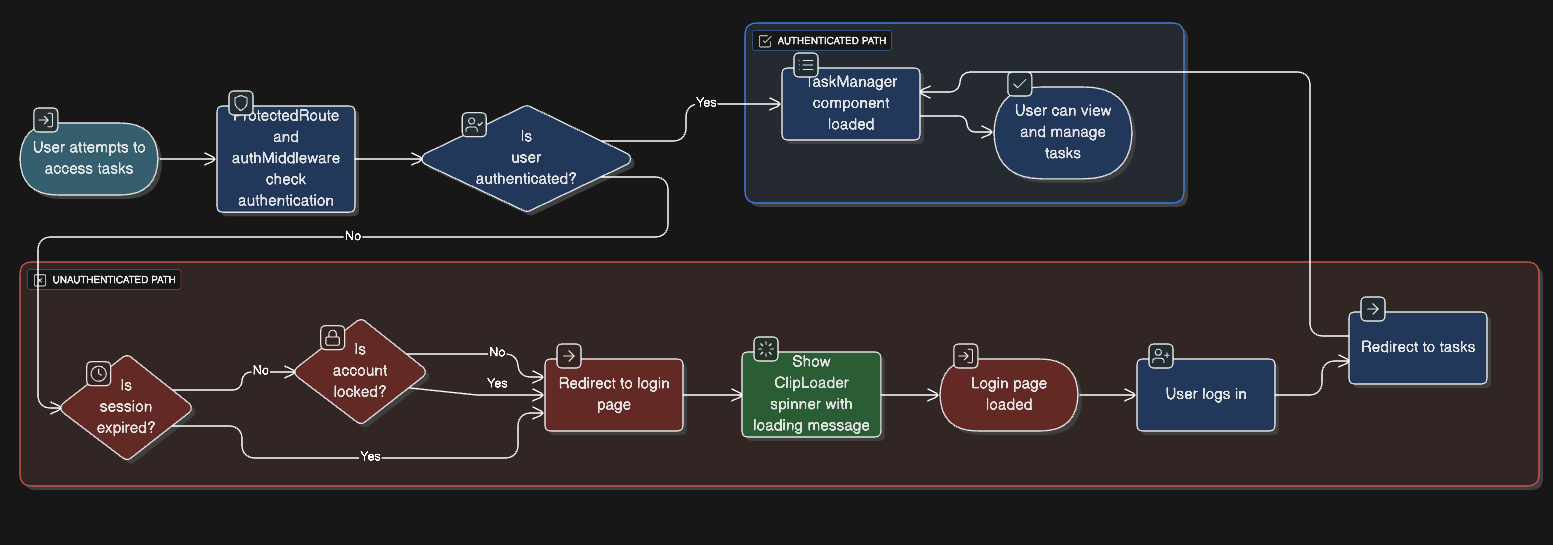 AUTHENTICATED PATH
User attempts to
access tasks
ProtectedRoute
and
authMiddleware
check
authentication
Is
user
authenticated?
Yes
TaskManager
component
loaded
User can view
and manage
tasks
No
UNAUTHENTICATED PATH
Is
session
expired?
No
Is
account
locked?
No
Yes
Yes
Redirect to login
page
Show
ClipLoader
spinner with
loading message
Login page
loaded
User logs in
Redirect to tasks